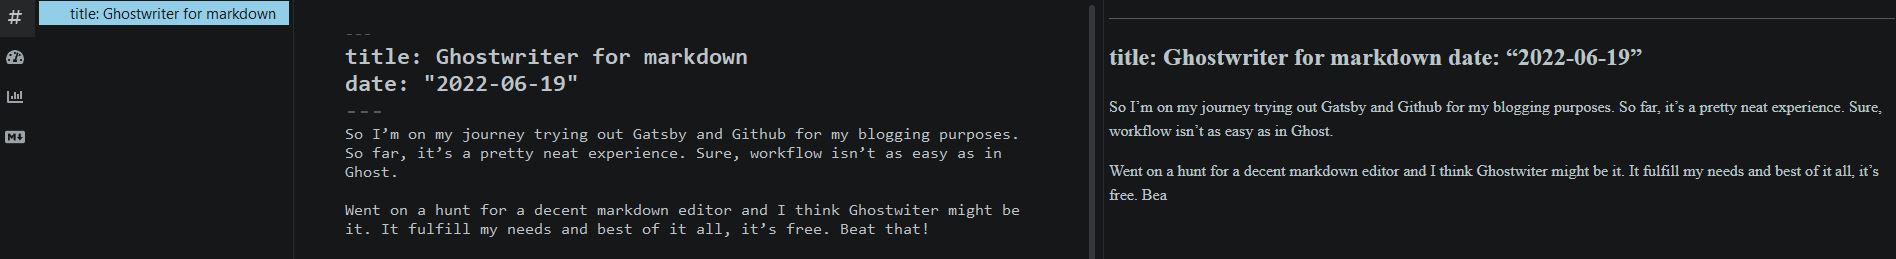 #
title: Ghostwriter for markdown
M
---
title: Ghostwriter for markdown
date: "2022-06-19"
---
So I’m on my journey trying out Gatsby and Github for my blogging purposes.
So far, it’s a pretty neat experience. Sure, workflow isn’t as easy as in
Ghost.
Went on a hunt for a decent markdown editor and I think Ghostwiter might be
it. It fulfill my needs and best of it all, it’s free. Beat that!
title: Ghostwriter for markdown date: “2022-06-19”
So I’m on my journey trying out Gatsby and Github for my blogging purposes. So far, it’s a pretty neat experience. Sure,
workflow isn’t as easy as in Ghost.
Went on a hunt for a decent markdown editor and I think Ghostwiter might be it. It fulfill my needs and best of it all, it’s
free. Bea